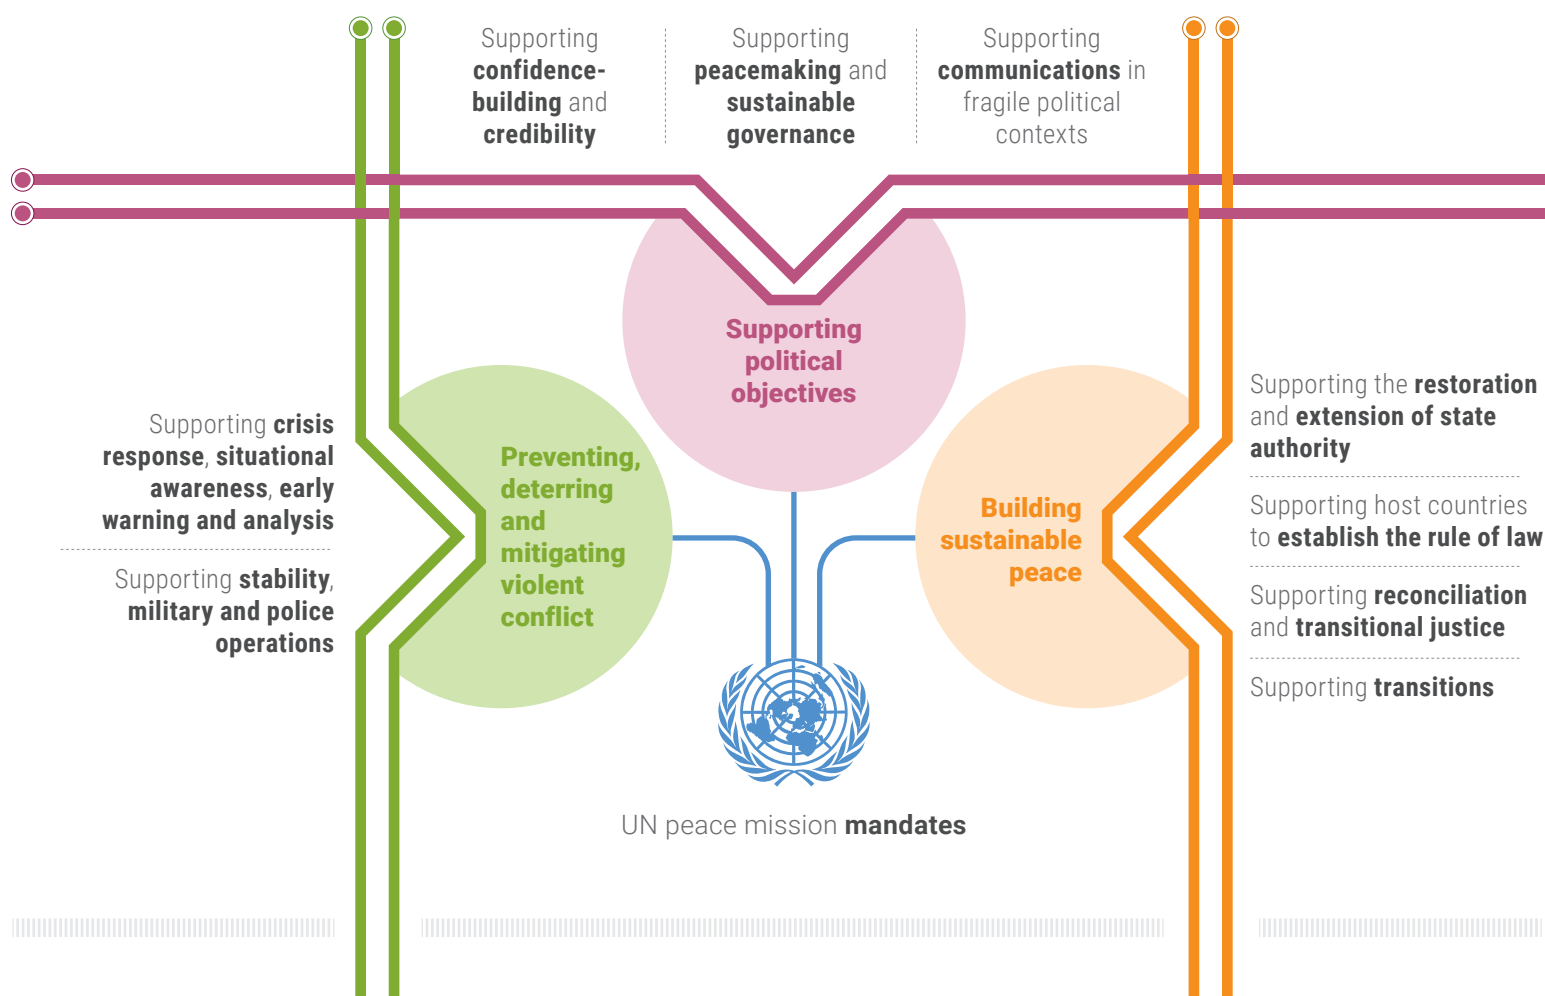 Supporting
confidence-
building and
credibility
Supporting
peacemaking and
sustainable
governance
Supporting
communications in
fragile political
contexts
Supporting
political
objectives
Supporting crisis
response, situational
awareness, early
warning and analysis
Supporting stability,
military and police
operations
Preventing,
deterring
and
mitigating
violent
conflict
Building
sustainable
peace
Supporting the restoration
and extension of state
authority
Supporting host countries
to establish the rule of law
Supporting reconciliation
and transitional justice
Supporting transitions
UN peace mission mandates